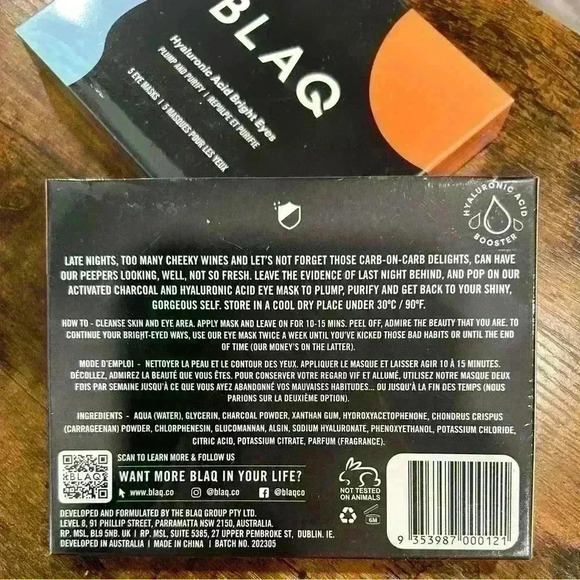 BLAQ
Hyaluronic Acid Bright Eyes
PLUMP AND PURIFY | REPULPE ET PURIFIE
5 EYE MASKS | 5 MASQUES POUR LES YEUX
HYALURONIC ACID
BOOSTER
LATE NIGHTS, TOO MANY CHEEKY WINES AND LET'S NOT FORGET THOSE CARB-ON-CARB DELIGHTS, CAN HAVE
OUR PEEPERS LOOKING, WELL, NOT SO FRESH. LEAVE THE EVIDENCE OF LAST NIGHT BEHIND, AND POP ON OUR
ACTIVATED CHARCOAL AND HYALURONIC ACID EYE MASK TO PLUMP, PURIFY AND GET BACK TO YOUR SHINY,
GORGEOUS SELF. STORE IN A COOL DRY PLACE UNDER 30°C / 90°F.
HOW TO - CLEANSE SKIN AND EYE AREA. APPLY MASK AND LEAVE ON FOR 10-15 MINS. PEEL OFF, ADMIRE THE BEAUTY THAT YOU ARE. TO
CONTINUE YOUR BRIGHT-EYED WAYS, USE OUR EYE MASK TWICE A WEEK UNTIL YOU'VE KICKED THOSE BAD HABITS OR UNTIL THE END
OF TIME (OUR MONEY'S ON THE LATTER).
MODE D'EMPLOI - NETTOYER LA PEAU ET LE CONTOUR DES YEUX. APPLIQUER LE MASQUE ET LAISSER AGIR 10 À 15 MINUTES.
DÉCOLLEZ, ADMIREZ LA BEAUTÉ QUE VOUS ÊTES. POUR CONSERVER VOTRE REGARD VIF ET ALLUMÉ, UTILISEZ NOTRE MASQUE DEUX
FOIS PAR SEMAINE JUSQU'À CE QUE VOUS AYEZ ABANDONNÉ VOS MAUVAISES HABITUDES... OU JUSQU'À LA FIN DES TEMPS (NOUS
PARIONS SUR LA DEUXIÈME OPTION).
INGREDIENTS - AQUA (WATER), GLYCERIN, CHARCOAL POWDER, XANTHAN GUM, HYDROXYACETOPHENONE, CHONDRUS CRISPUS
(CARRAGEENAN) POWDER, CHLORPHENESIN, GLUCOMANNAN, ALGIN, SODIUM HYALURONATE, PHENOXYETHANOL, POTASSIUM CHLORIDE,
CITRIC ACID, POTASSIUM CITRATE, PARFUM (FRAGRANCE).
SCAN TO LEARN MORE & FOLLOW US
BLAQ
WANT MORE BLAQ IN YOUR LIFE?
www.blaq.co @blaq.co @blaqco
NOT TESTED
ON ANIMALS
6M
DEVELOPED AND FORMULATED BY THE BLAQ GROUP PTY LTD.
LEVEL 8, 91 PHILLIP STREET, PARRAMATTA NSW 2150, AUSTRALIA.
RP. MSL, BL9 5NB. UK | RP. MSL, SUITE 5385, 27 UPPER PEMBROKE ST, DUBLIN. IE.
DEVELOPED IN AUSTRALIA | MADE IN CHINA | BATCH NO. 202305
9 353987 000121